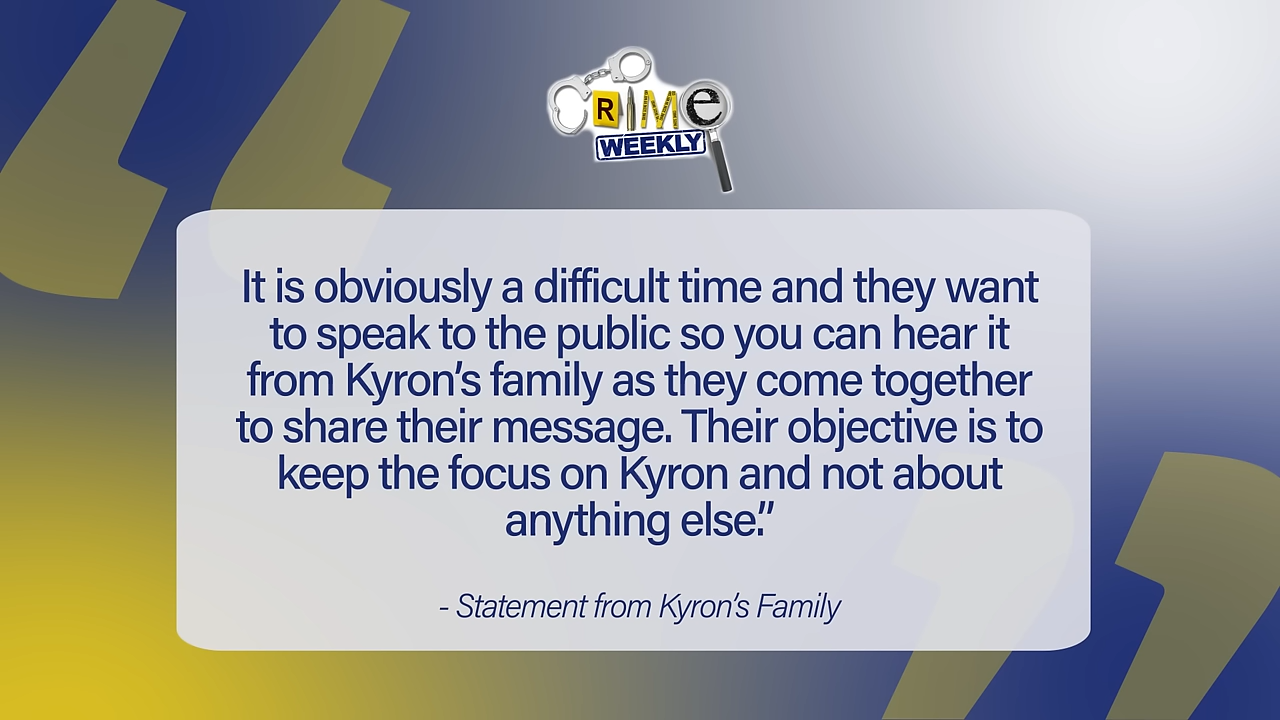 CRIMe
WEEKLY
It is obviously a difficult time and they want
to speak to the public so you can hear it
from Kyron's family as they come together
to share their message. Their objective is to
keep the focus on Kyron and not about
anything else."
- Statement from Kyron's Family